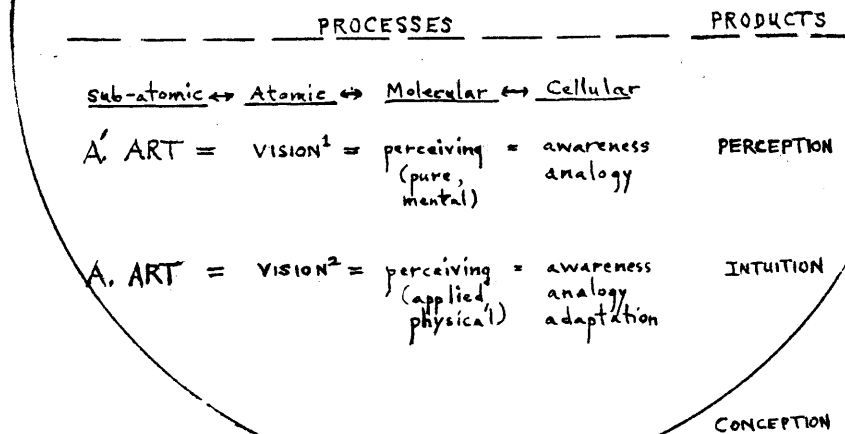 PROCESSES PRODUCTS
Sub-atomic ↔ Atomic ↔ Molecular ↔ Cellular
A′ ART = VISION¹ = perceiving = awareness PERCEPTION
(pure, analogy
mental)
A. ART = VISION² = perceiving = awareness INTUITION
(applied, analogy
physical) adaptation
CONCEPTION